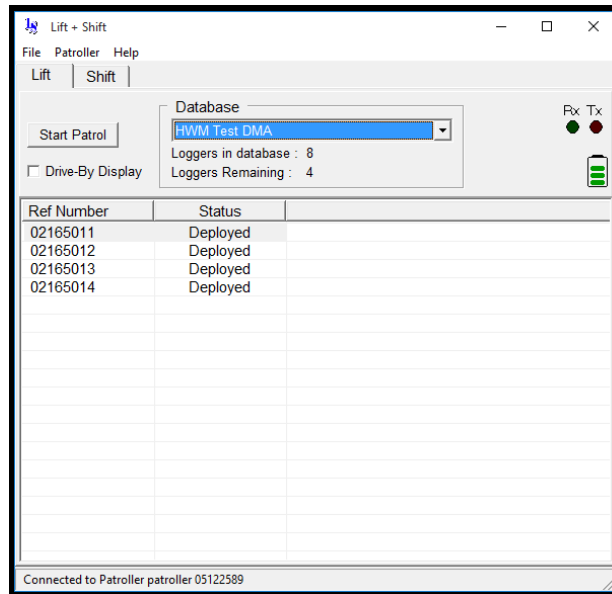 Lift + Shift
File Patroller Help
Lift Shift
Database
Rx Tx
Start Patrol
HWM Test DMA
Loggers in database : 8
Drive-By Display
Loggers Remaining : 4
Ref Number Status
02165011 Deployed
02165012 Deployed
02165013 Deployed
02165014 Deployed
Connected to Patroller patroller 05122589